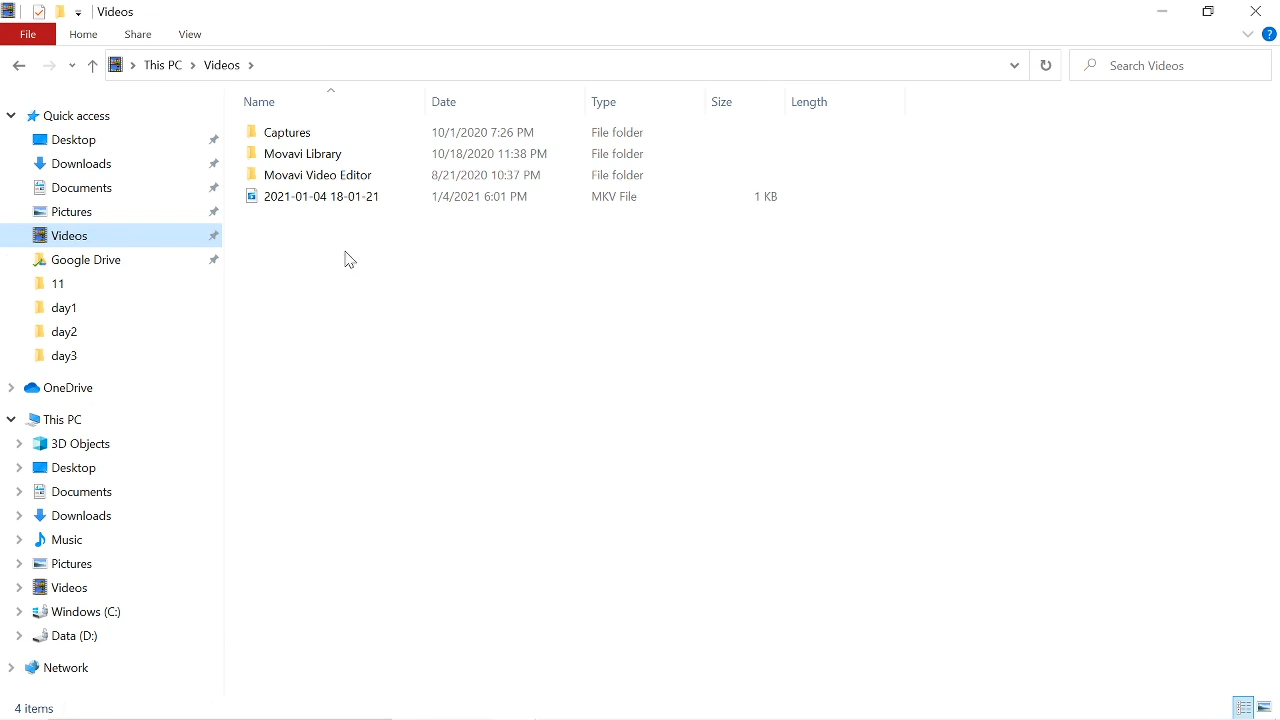 Videos
File Home Share View ?
This PC Videos
Search Videos
Name Date Type Size Length
Captures 10/1/2020 7:26 PM File folder
Movavi Library 10/18/2020 11:38 PM File folder
Movavi Video Editor 8/21/2020 10:37 PM File folder
2021-01-04 18-01-21 1/4/2021 6:01 PM MKV File 1 KB
Quick access
Desktop
Downloads
Documents
Pictures
Videos
Google Drive
11
day1
day2
day3
OneDrive
This PC
3D Objects
Desktop
Documents
Downloads
Music
Pictures
Videos
Windows (C:)
Data (D:)
Network
4 items